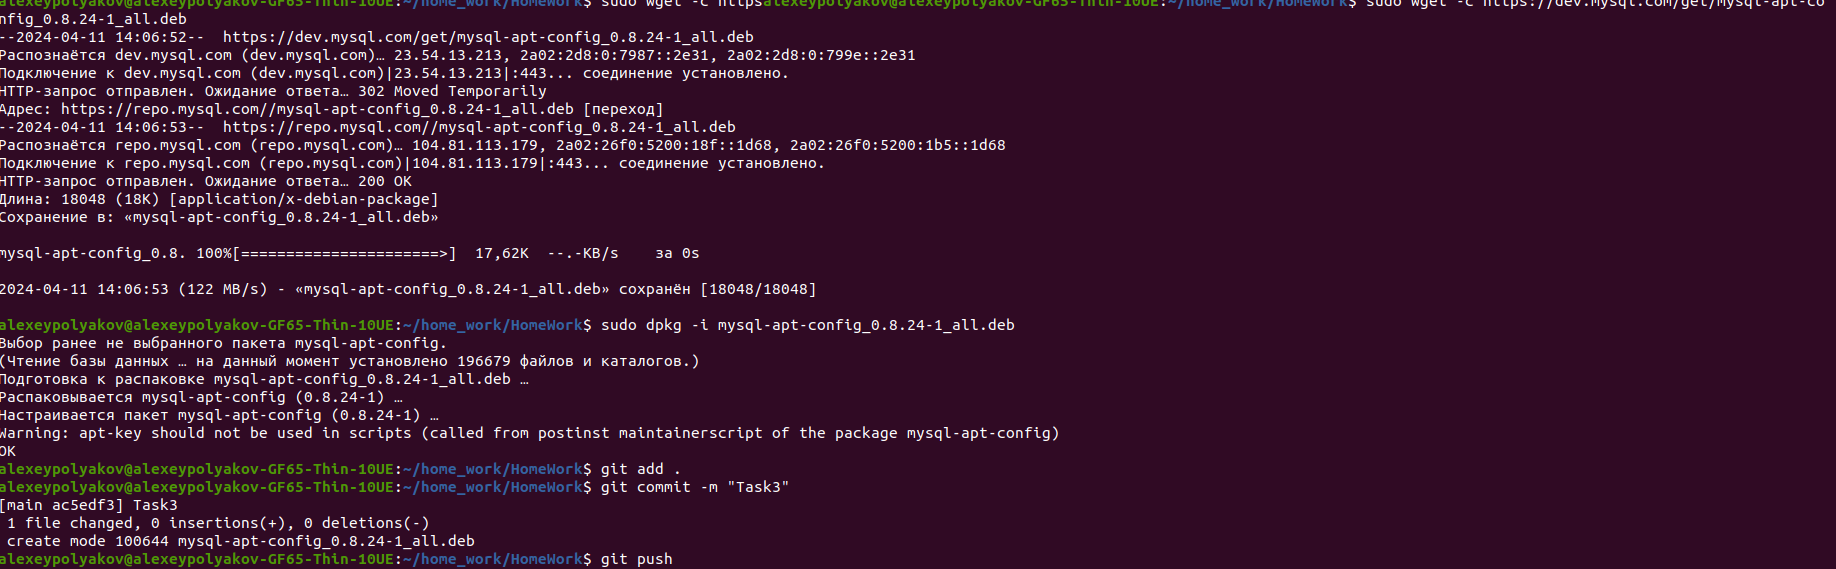 alexeypolyakov@alexeypolyakov-GF65-Thin-10UE:~/home_work/HomeWork$ sudo wget -c httpsalexeypolyakov@alexeypolyakov-GF65-Thin-10UE:~/home_work/HomeWork$ sudo wget -c https://dev.mysql.com/get/mysql-apt-co
nfig_0.8.24-1_all.deb
--2024-04-11 14:06:52--  https://dev.mysql.com/get/mysql-apt-config_0.8.24-1_all.deb
Распознаётся dev.mysql.com (dev.mysql.com)… 23.54.13.213, 2a02:2d8:0:7987::2e31, 2a02:2d8:0:799e::2e31
Подключение к dev.mysql.com (dev.mysql.com)|23.54.13.213|:443... соединение установлено.
HTTP-запрос отправлен. Ожидание ответа… 302 Moved Temporarily
Адрес: https://repo.mysql.com//mysql-apt-config_0.8.24-1_all.deb [переход]
--2024-04-11 14:06:53--  https://repo.mysql.com//mysql-apt-config_0.8.24-1_all.deb
Распознаётся repo.mysql.com (repo.mysql.com)… 104.81.113.179, 2a02:26f0:5200:18f::1d68, 2a02:26f0:5200:1b5::1d68
Подключение к repo.mysql.com (repo.mysql.com)|104.81.113.179|:443... соединение установлено.
HTTP-запрос отправлен. Ожидание ответа… 200 OK
Длина: 18048 (18K) [application/x-debian-package]
Сохранение в: «mysql-apt-config_0.8.24-1_all.deb»
mysql-apt-config_0.8. 100%[======================>]  17,62K  --.-KB/s    за 0s
2024-04-11 14:06:53 (122 MB/s) - «mysql-apt-config_0.8.24-1_all.deb» сохранён [18048/18048]
alexeypolyakov@alexeypolyakov-GF65-Thin-10UE:~/home_work/HomeWork$ sudo dpkg -i mysql-apt-config_0.8.24-1_all.deb
Выбор ранее не выбранного пакета mysql-apt-config.
(Чтение базы данных … на данный момент установлено 196679 файлов и каталогов.)
Подготовка к распаковке mysql-apt-config_0.8.24-1_all.deb …
Распаковывается mysql-apt-config (0.8.24-1) …
Настраивается пакет mysql-apt-config (0.8.24-1) …
Warning: apt-key should not be used in scripts (called from postinst maintainerscript of the package mysql-apt-config)
OK
alexeypolyakov@alexeypolyakov-GF65-Thin-10UE:~/home_work/HomeWork$ git add .
alexeypolyakov@alexeypolyakov-GF65-Thin-10UE:~/home_work/HomeWork$ git commit -m "Task3"
[main ac5edf3] Task3
 1 file changed, 0 insertions(+), 0 deletions(-)
 create mode 100644 mysql-apt-config_0.8.24-1_all.deb
alexeypolyakov@alexeypolyakov-GF65-Thin-10UE:~/home_work/HomeWork$ git push